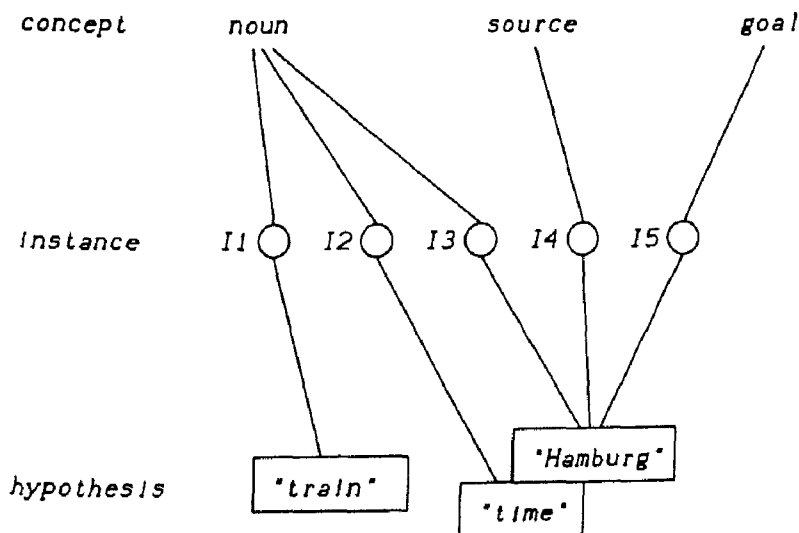 concept noun source goal
instance I1 I2 I3 I4 I5
"Hamburg"
hypothesis "train"
"time"